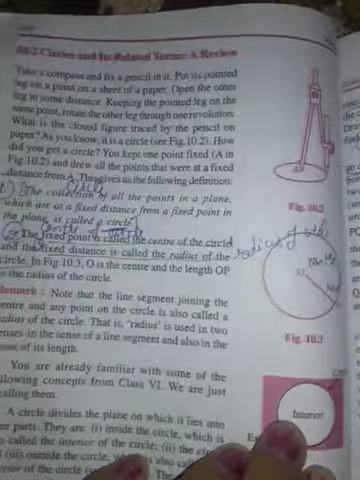 10.2 Circles and Its Related Terms: A Review
Take a compass and fix a pencil in it. Put its pointed
leg on a point on a sheet of a paper. Open the other
leg to some distance. Keeping the pointed leg on the
same point, rotate the other leg through one revolution.
What is the closed figure traced by the pencil on
paper? As you know, it is a circle (see Fig.10.2). How
did you get a circle? You kept one point fixed (A in
Fig.10.2) and drew all the points that were at a fixed
distance from A. This gives us the following definition:
Circle
The collection of all the points in a plane,
which are at a fixed distance from a fixed point in
the plane, is called a circle
Centre of
The fixed point is called the centre of the circle
and the fixed distance is called the radius of the
circle. In Fig 10.3, O is the centre and the length OP
is the radius of the circle.
Remark : Note that the line segment joining the
centre and any point on the circle is also called a
radius of the circle. That is, 'radius' is used in two
senses-in the sense of a line segment and also in the
sense of its length.
You are already familiar with some of the
following concepts from Class VI. We are just
calling them.
A circle divides the plane on which it lies into
parts. They are: (i) inside the circle, which is
called the interior of the circle; (ii) the
(iii) outside the circle,
of the circle
Fig. 10.2
radius of
Fig. 10.3
Interior